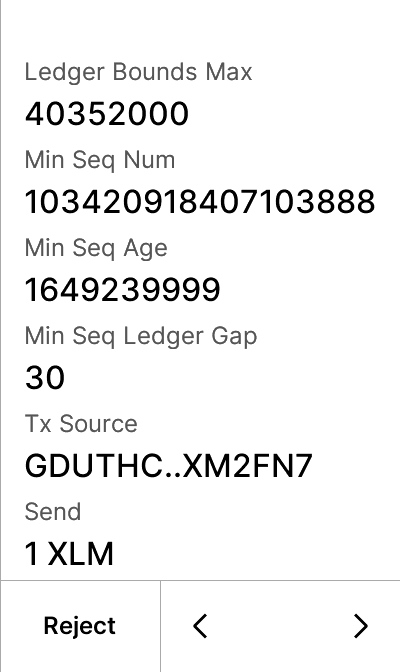 Ledger Bounds Max
40352000
Min Seq Num
103420918407103888
Min Seq Age
1649239999
Min Seq Ledger Gap
30
Tx Source
GDUTHC..XM2FN7
Send
1 XLM
Reject